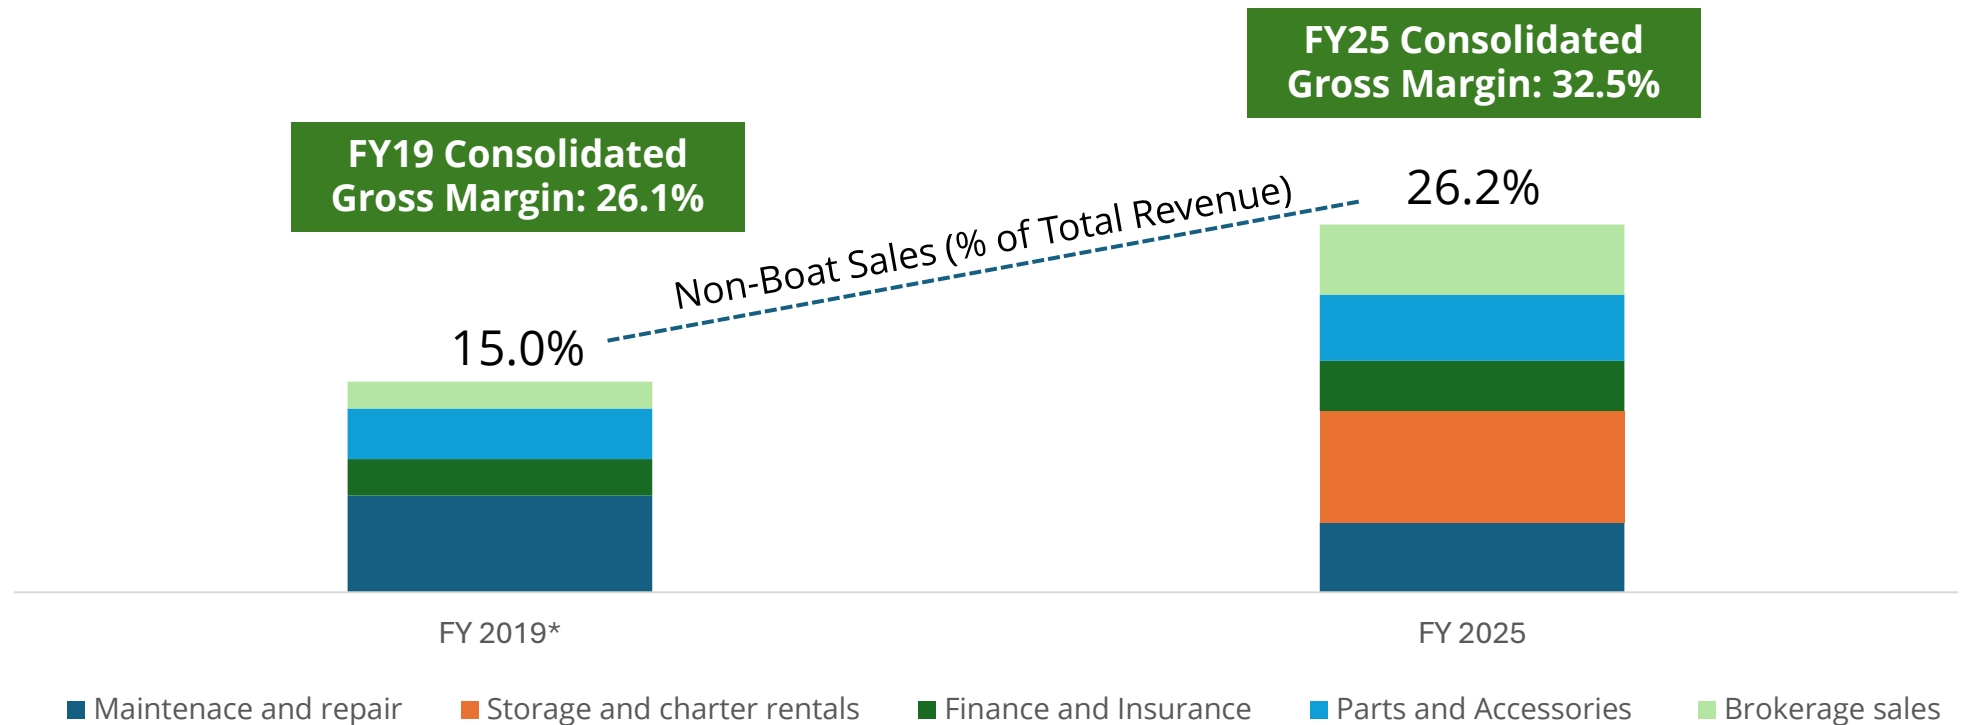 FY25 Consolidated
Gross Margin: 32.5%
FY19 Consolidated
Gross Margin: 26.1%
26.2%
Non-Boat Sales (% of Total Revenue)
15.0%
FY 2019*
FY 2025
Maintenace and repair
Storage and charter rentals
Finance and Insurance
Parts and Accessories
Brokerage sales